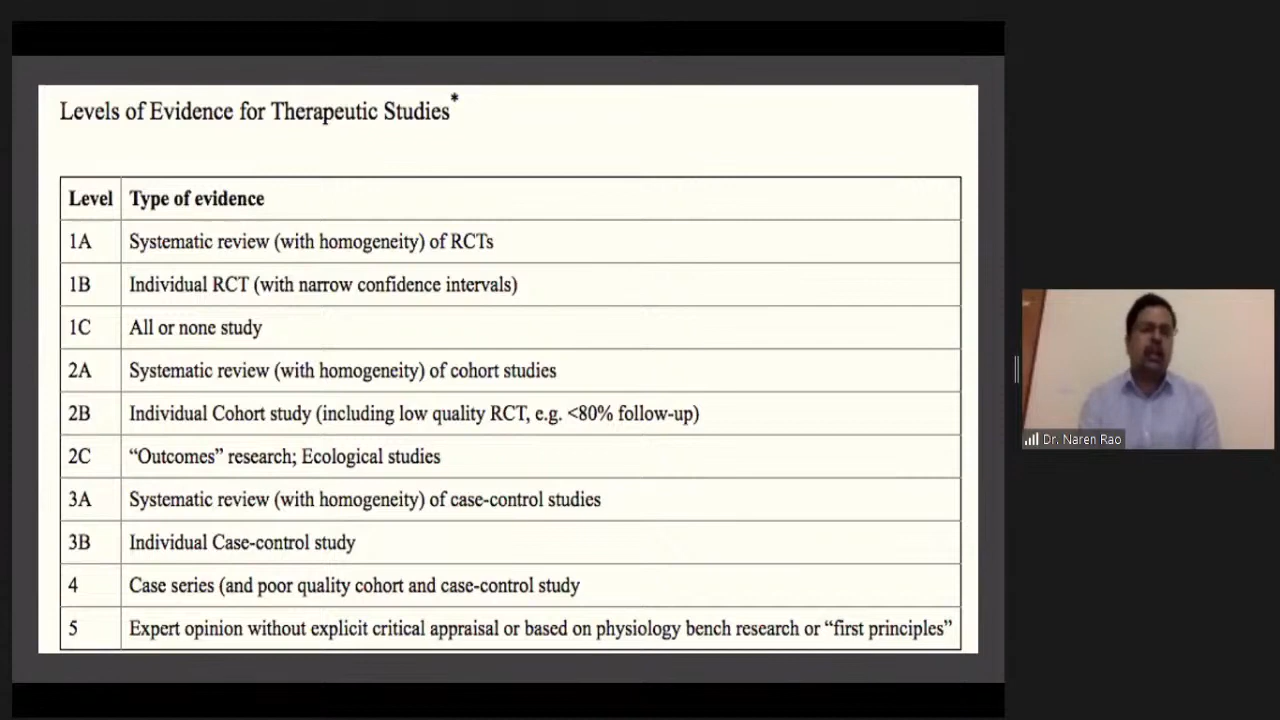 Levels of Evidence for Therapeutic Studies*
Level Type of evidence
1A Systematic review (with homogeneity) of RCTs
1B Individual RCT (with narrow confidence intervals)
1C All or none study
2A Systematic review (with homogeneity) of cohort studies
2B Individual Cohort study (including low quality RCT, e.g. <80% follow-up)
2C “Outcomes” research; Ecological studies
3A Systematic review (with homogeneity) of case-control studies
3B Individual Case-control study
4 Case series (and poor quality cohort and case-control study
5 Expert opinion without explicit critical appraisal or based on physiology bench research or “first principles”
Dr. Naren Rao